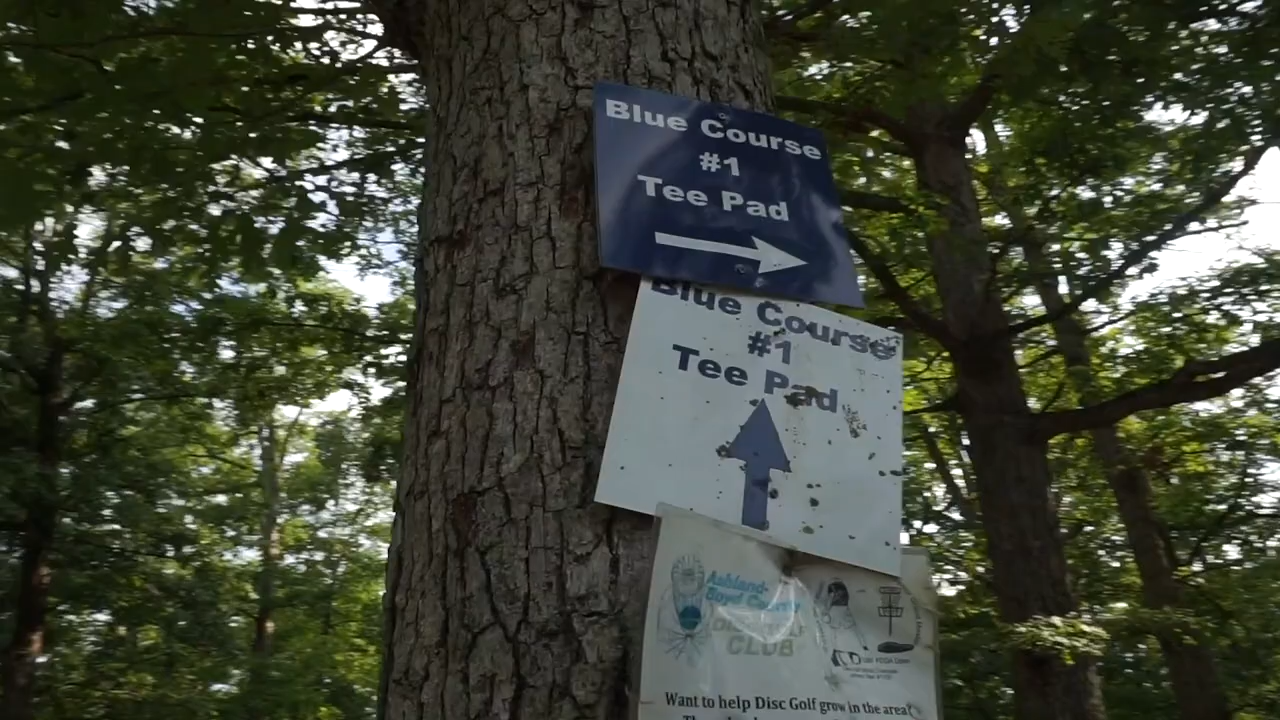 Blue Course
#1
Tee Pad
Blue Course
#1
Tee Pad
Ashland-
Boyd County
CLUB
Want to help Disc Golf grow in the area?